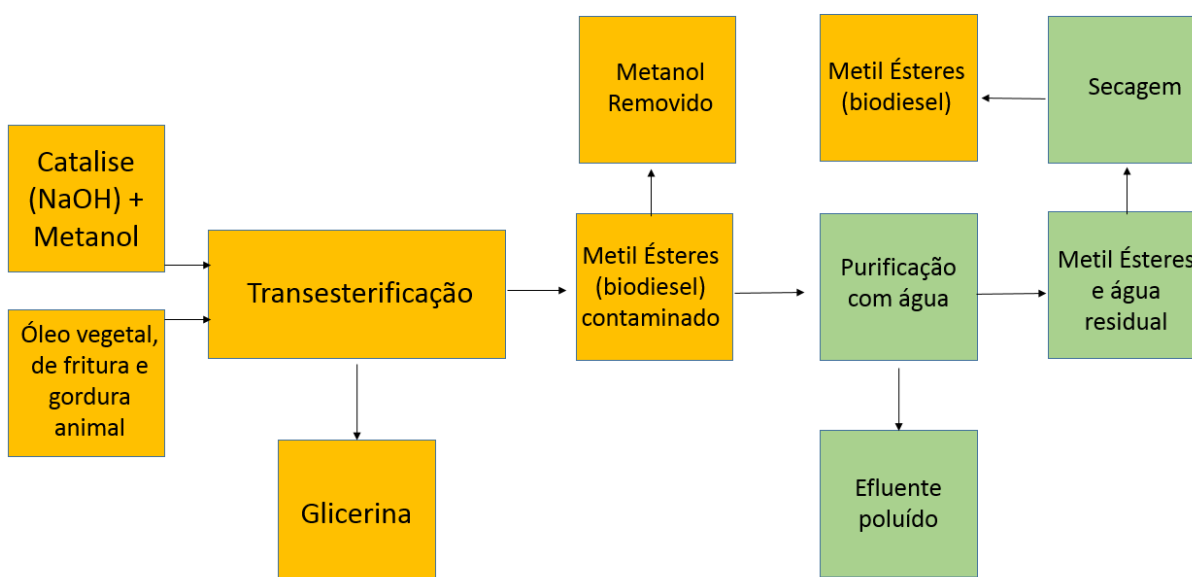 Catalise
(NaOH) +
Metanol
Óleo vegetal,
de fritura e
gordura
animal
Transesterificação
Glicerina
Metanol
Removido
Metil Ésteres
(biodiesel)
contaminado
Purificação
com água
Efluente
poluído
Metil Ésteres
e água
residual
Secagem
Metil Ésteres
(biodiesel)